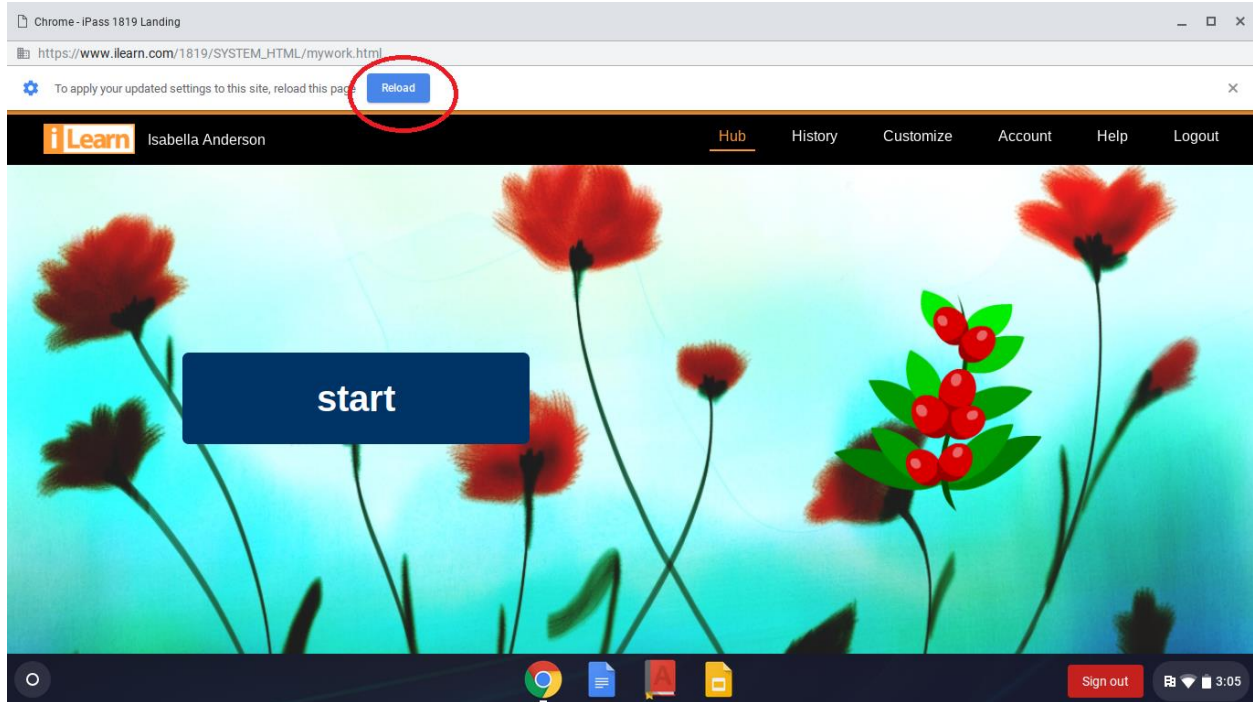 Chrome - iPass 1819 Landing
https://www.ilearn.com/1819/SYSTEM_HTML/mywork.html
To apply your updated settings to this site, reload this page Reload
iLearn Isabella Anderson Hub History Customize Account Help Logout
start
A
Sign out 3:05